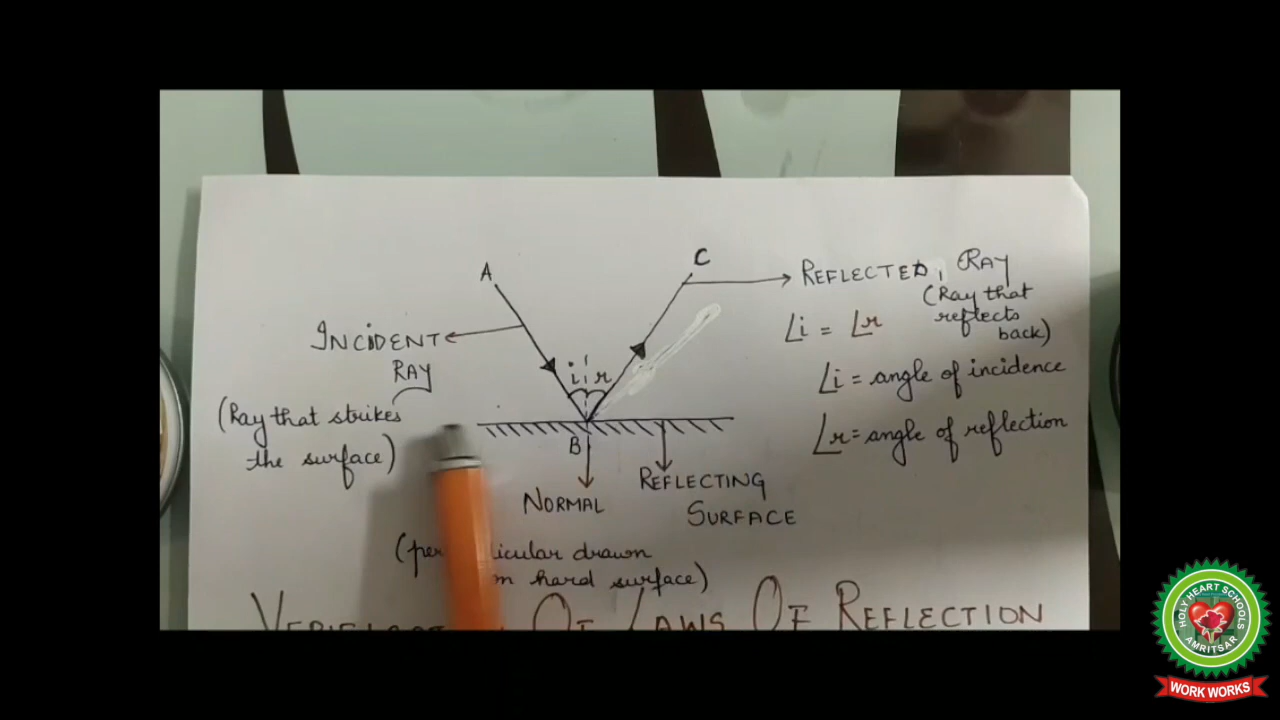 A
C
REFLECTED RAY
(Ray that
reflects
back)
INCIDENT
RAY
(Ray that strikes
the surface)
i r
∠i = ∠r
∠i = angle of incidence
∠r = angle of reflection
B
NORMAL
REFLECTING
SURFACE
drawn
hard surface)
OF LAWS OF REFLECTION
HOLY HEART SCHOOLS
AMRITSAR
WORK WORKS